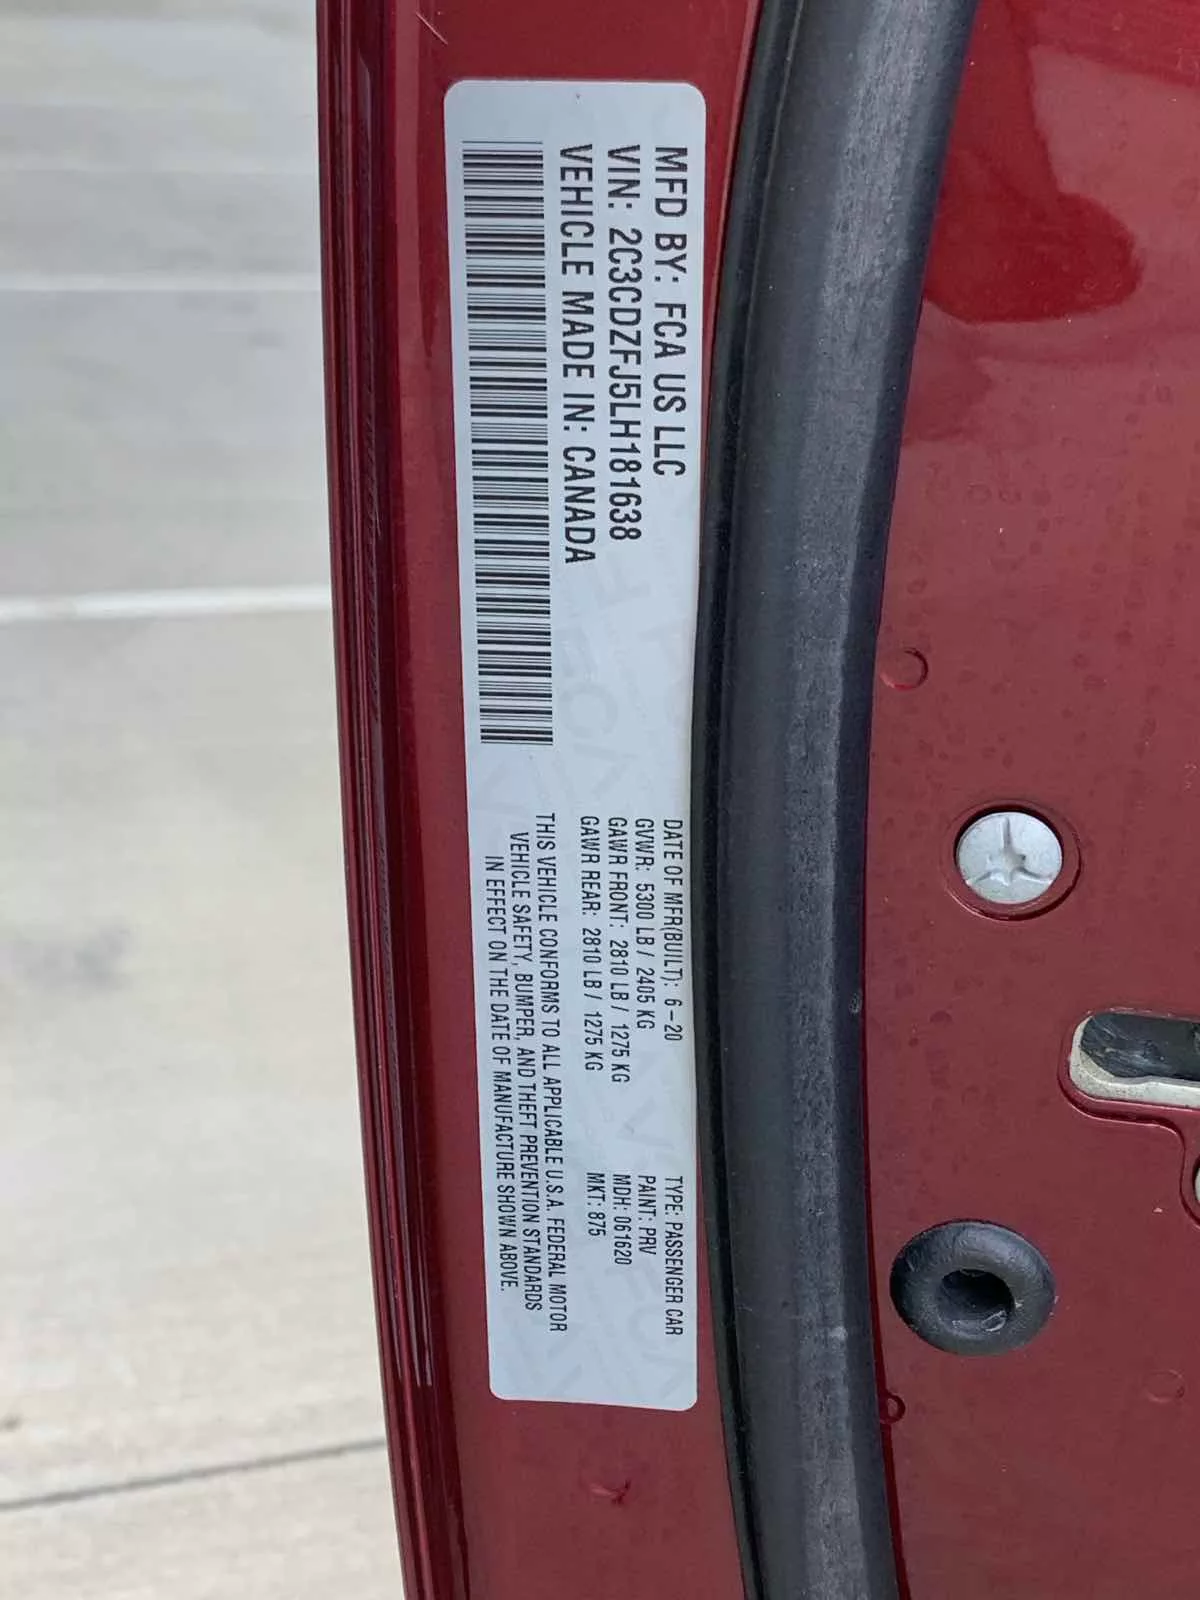 MFD BY: FCA US LLC
VIN: 2C3CDZFJ5LH181638
VEHICLE MADE IN: CANADA
DATE OF MFR(BUILT): 6-20
GVWR: 5300 LB / 2405 KG
GAWR FRONT: 2810 LB / 1275 KG
GAWR REAR: 2810 LB / 1275 KG
TYPE: PASSENGER CAR
PAINT: PRV
MDH: 061620
MKT: 875
THIS VEHICLE CONFORMS TO ALL APPLICABLE U.S.A. FEDERAL MOTOR
VEHICLE SAFETY, BUMPER, AND THEFT PREVENTION STANDARDS
IN EFFECT ON THE DATE OF MANUFACTURE SHOWN ABOVE.